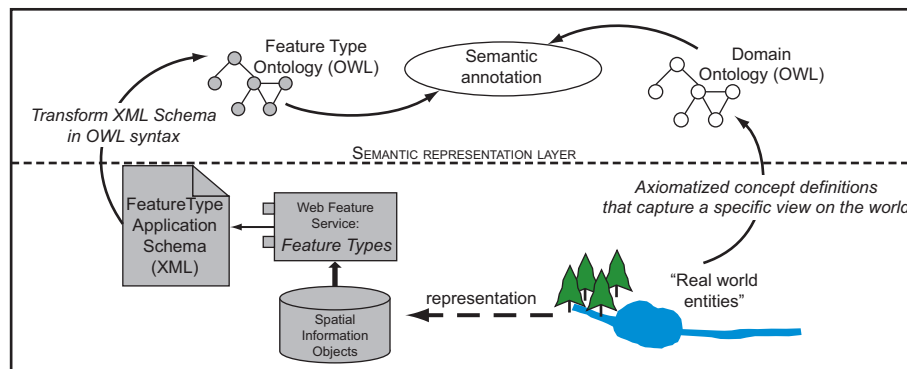 Feature Type
Ontology (OWL)
Semantic
annotation
Domain
Ontology (OWL)
Transform XML Schema
in OWL syntax
SEMANTIC REPRESENTATION LAYER
FeatureType
Application
Schema
(XML)
Web Feature
Service:
Feature Types
Axiomatized concept definitions
that capture a specific view on the world
"Real world
entities"
representation
Spatial
Information
Objects